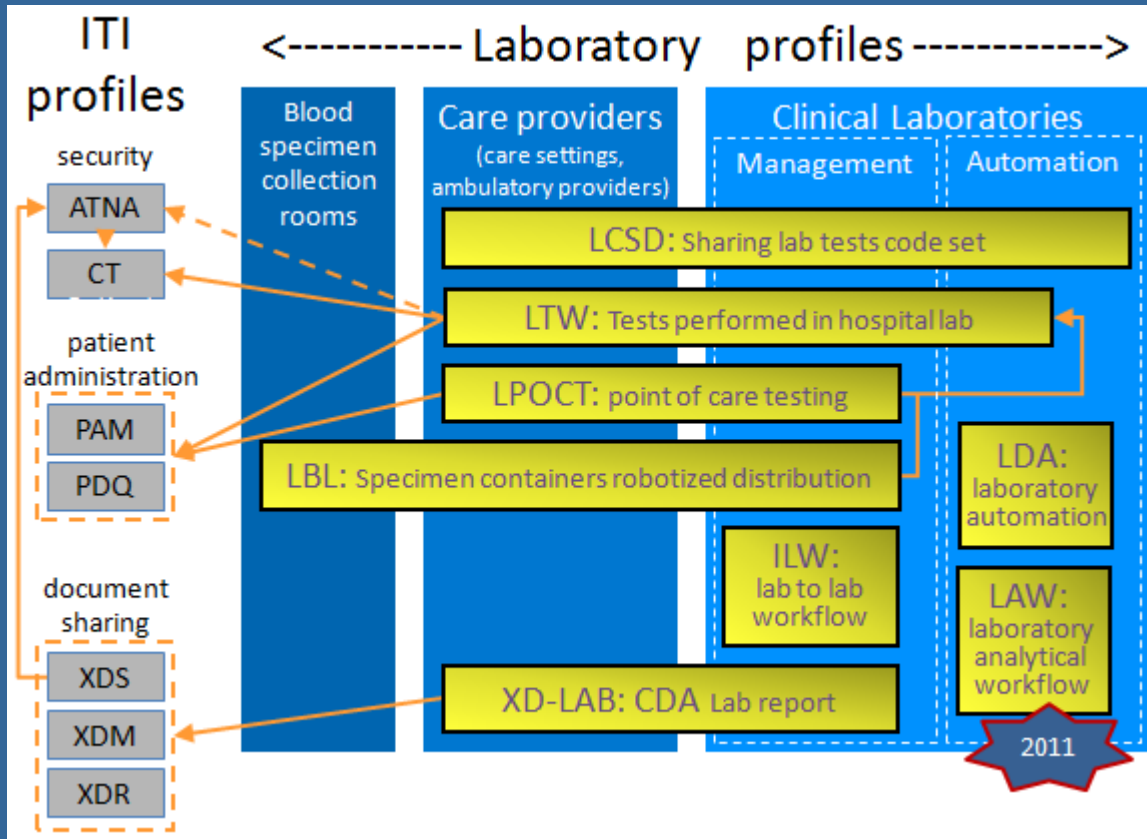 ITI
profiles
<----------- Laboratory profiles ------------>
security
ATNA
CT
patient
administration
PAM
PDQ
document
sharing
XDS
XDM
XDR
Blood
specimen
collection
rooms
Care providers
(care settings,
ambulatory providers)
Clinical Laboratories
Management
Automation
LCSD: Sharing lab tests code set
LTW: Tests performed in hospital lab
LPOCT: point of care testing
LBL: Specimen containers robotized distribution
LDA:
laboratory
automation
ILW:
lab to lab
workflow
LAW:
laboratory
analytical
workflow
XD-LAB: CDA Lab report
2011